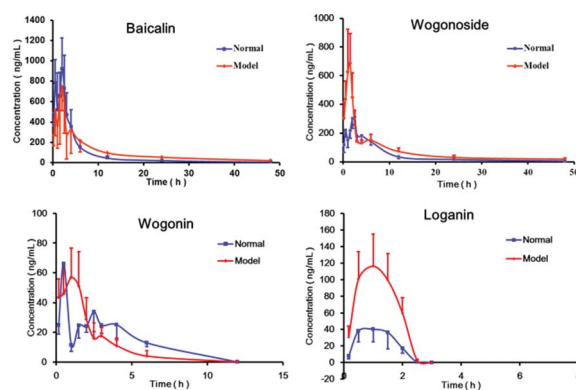 Baicalin
1400
1200
1000
800
600
400
200
0
Concentration ( ng/mL )
Normal
Model
0
10
20
30
40
50
Time ( h )
Wogonoside
1000
800
600
400
200
0
Concentration ( ng/mL )
Normal
Model
0
10
20
30
40
50
Time ( h )
Wogonin
100
80
60
40
20
0
Concentration ( ng/mL )
Normal
Model
0
5
10
15
Time ( h )
Loganin
180
160
140
120
100
80
60
40
20
0
Concentration ( ng/mL )
Normal
Model
0
2
4
6
Time ( h )